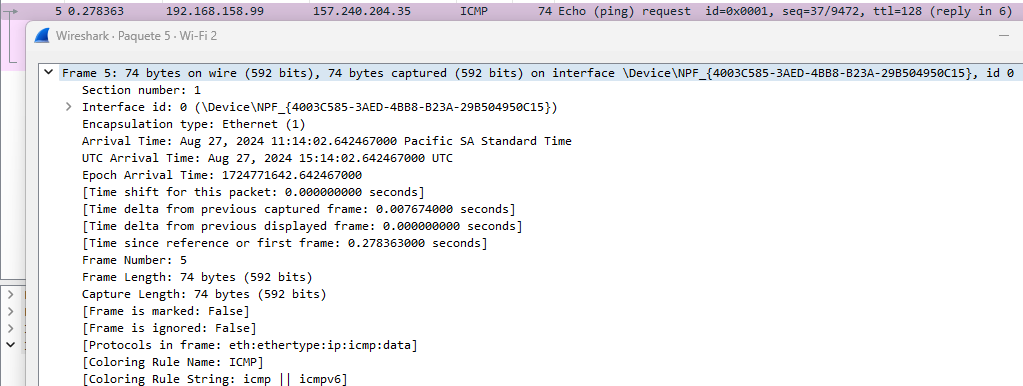 5 0.278363 192.168.158.99 157.240.204.35 ICMP 74 Echo (ping) request id=0x0001, seq=37/9472, ttl=128 (reply in 6)
Wireshark · Paquete 5 · Wi-Fi 2
Frame 5: 74 bytes on wire (592 bits), 74 bytes captured (592 bits) on interface \Device\NPF_{4003C585-3AED-4BB8-B23A-29B504950C15}, id 0
Section number: 1
Interface id: 0 (\Device\NPF_{4003C585-3AED-4BB8-B23A-29B504950C15})
Encapsulation type: Ethernet (1)
Arrival Time: Aug 27, 2024 11:14:02.642467000 Pacific SA Standard Time
UTC Arrival Time: Aug 27, 2024 15:14:02.642467000 UTC
Epoch Arrival Time: 1724771642.642467000
[Time shift for this packet: 0.000000000 seconds]
[Time delta from previous captured frame: 0.007674000 seconds]
[Time delta from previous displayed frame: 0.000000000 seconds]
[Time since reference or first frame: 0.278363000 seconds]
Frame Number: 5
Frame Length: 74 bytes (592 bits)
Capture Length: 74 bytes (592 bits)
[Frame is marked: False]
[Frame is ignored: False]
[Protocols in frame: eth:ethertype:ip:icmp:data]
[Coloring Rule Name: ICMP]
[Coloring Rule String: icmp || icmpv6]